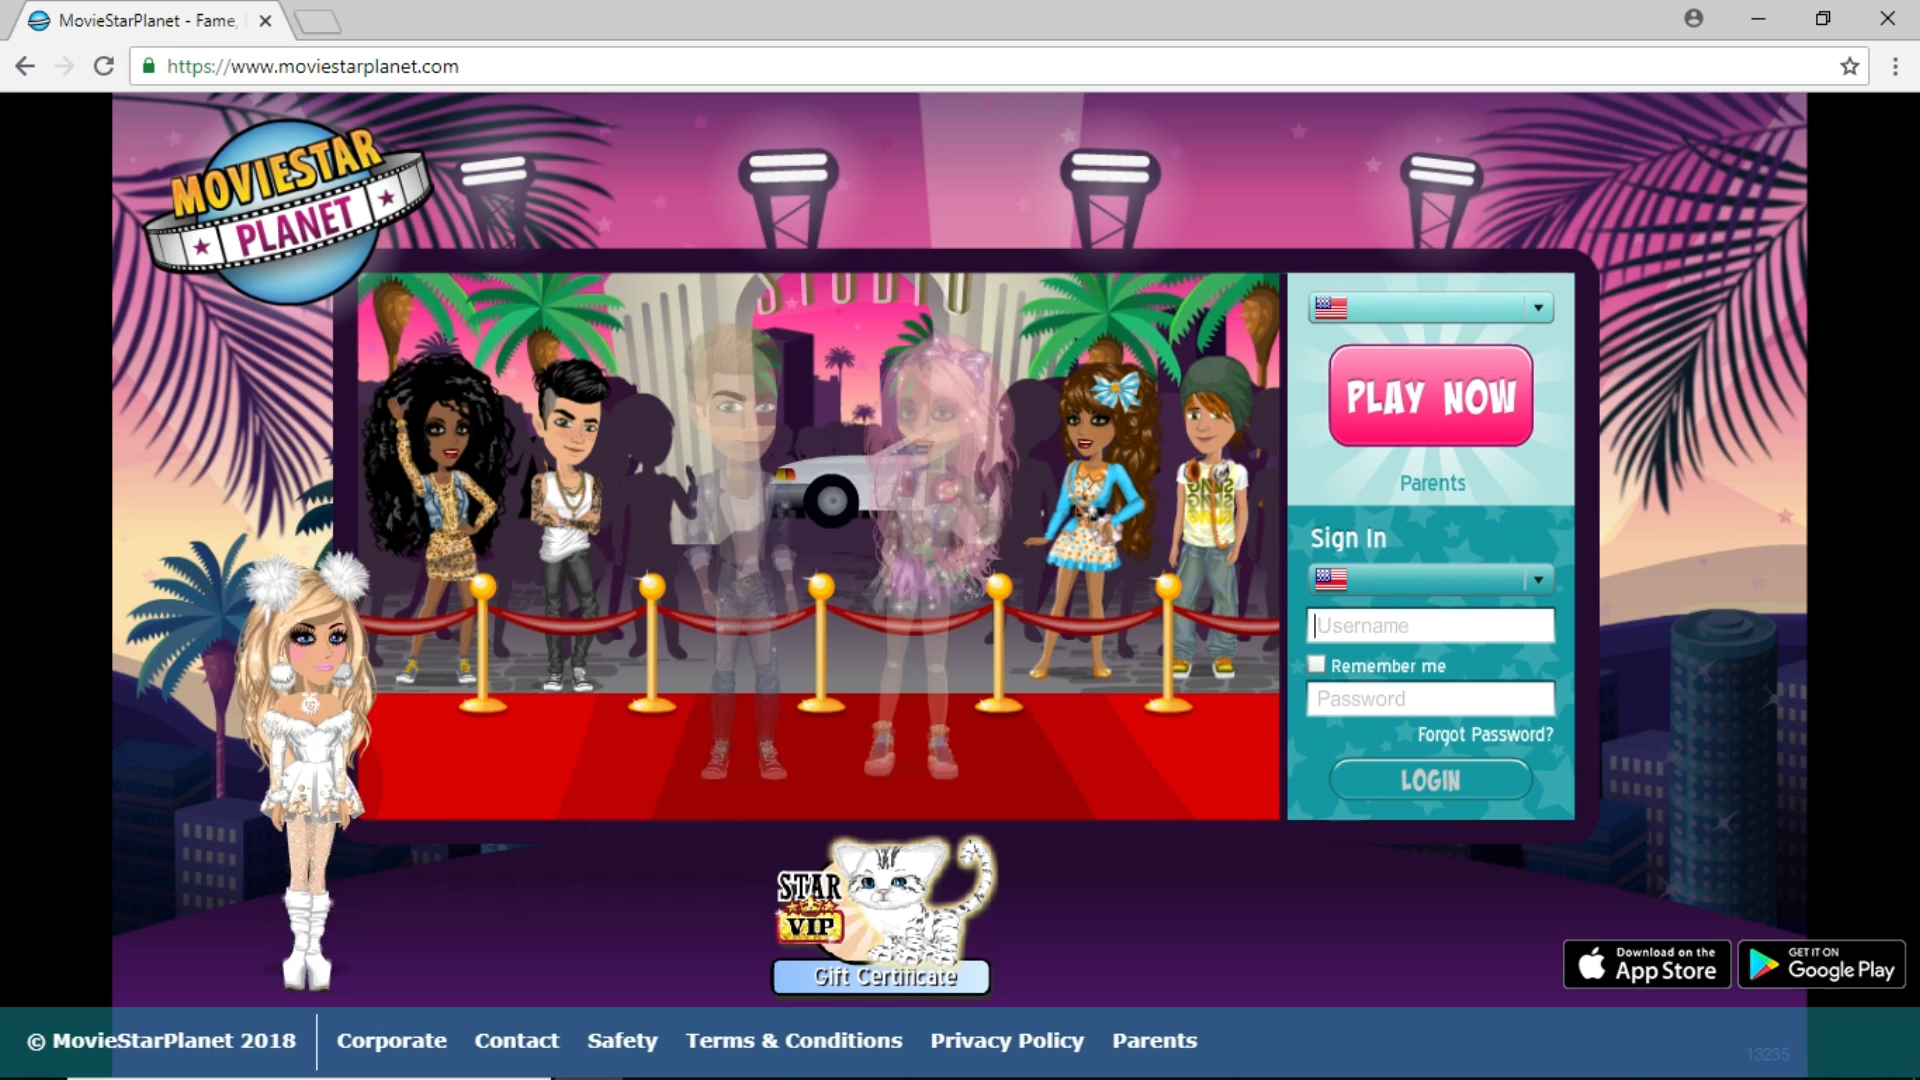 MovieStarPlanet - Fame,
https://www.moviestarplanet.com
MOVIESTAR
PLANET
STUDIO
PLAY NOW
Parents
Sign In
Username
Remember me
Password
Forgot Password?
LOGIN
STAR
VIP
Gift Certificate
Download on the
App Store
GET IT ON
Google Play
© MovieStarPlanet 2018
Corporate
Contact
Safety
Terms & Conditions
Privacy Policy
Parents
13235